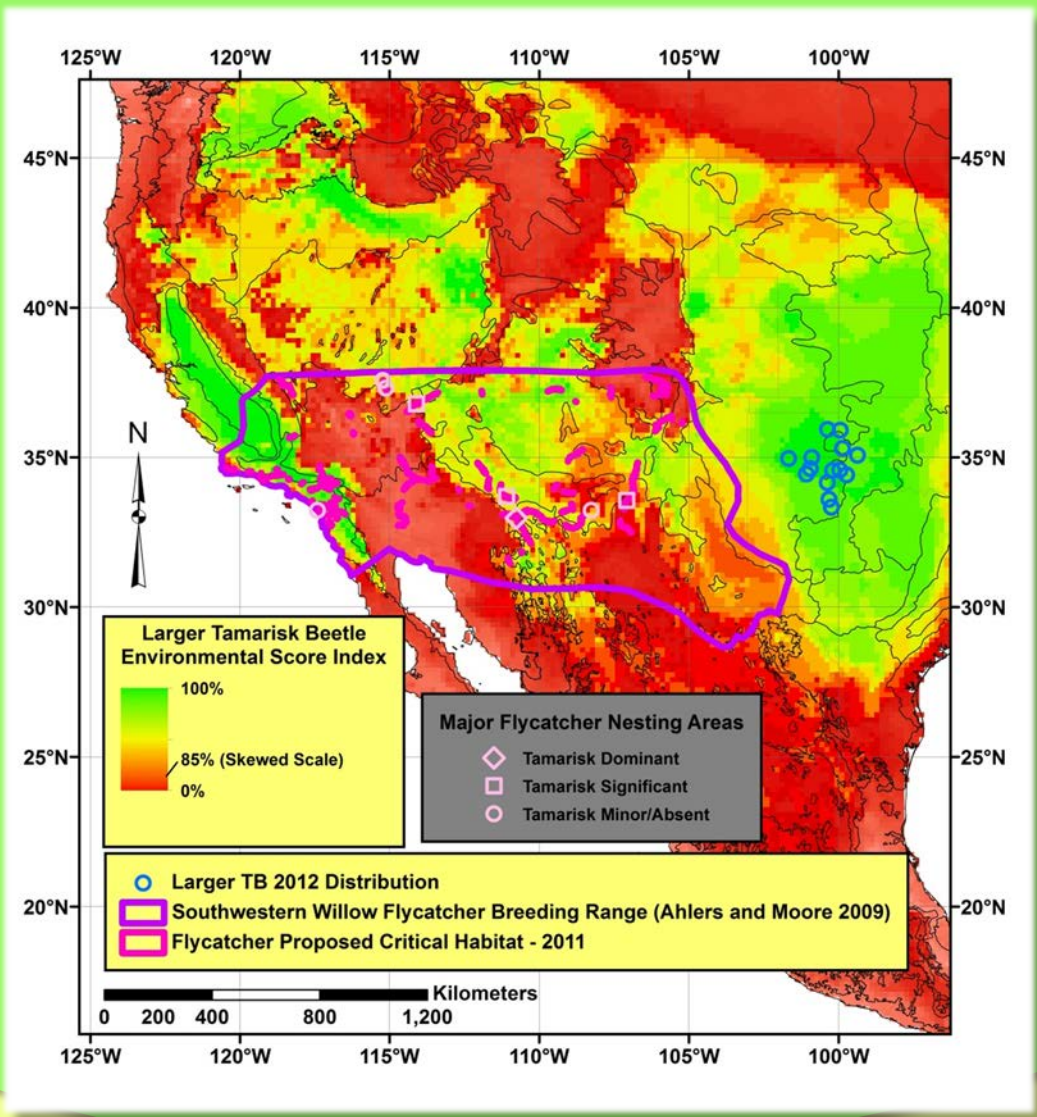 125°W 120°W 115°W 110°W 105°W 100°W
45°N 45°N
40°N 40°N
N
35°N 35°N
30°N 30°N
Larger Tamarisk Beetle
Environmental Score Index
100%
85% (Skewed Scale)
0%
Major Flycatcher Nesting Areas
Tamarisk Dominant
Tamarisk Significant
Tamarisk Minor/Absent
25°N 25°N
Larger TB 2012 Distribution
Southwestern Willow Flycatcher Breeding Range (Ahlers and Moore 2009)
Flycatcher Proposed Critical Habitat - 2011
20°N 20°N
Kilometers
0 200 400 800 1,200
125°W 120°W 115°W 110°W 105°W 100°W